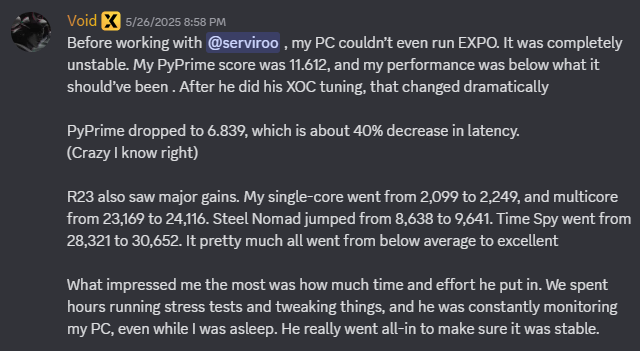 Void X 5/26/2025 8:58 PM
Before working with @serviroo , my PC couldn't even run EXPO. It was completely
unstable. My PyPrime score was 11.612, and my performance was below what it
should've been . After he did his XOC tuning, that changed dramatically
PyPrime dropped to 6.839, which is about 40% decrease in latency.
(Crazy I know right)
R23 also saw major gains. My single-core went from 2,099 to 2,249, and multicore
from 23,169 to 24,116. Steel Nomad jumped from 8,638 to 9,641. Time Spy went from
28,321 to 30,652. It pretty much all went from below average to excellent
What impressed me the most was how much time and effort he put in. We spent
hours running stress tests and tweaking things, and he was constantly monitoring
my PC, even while I was asleep. He really went all-in to make sure it was stable.